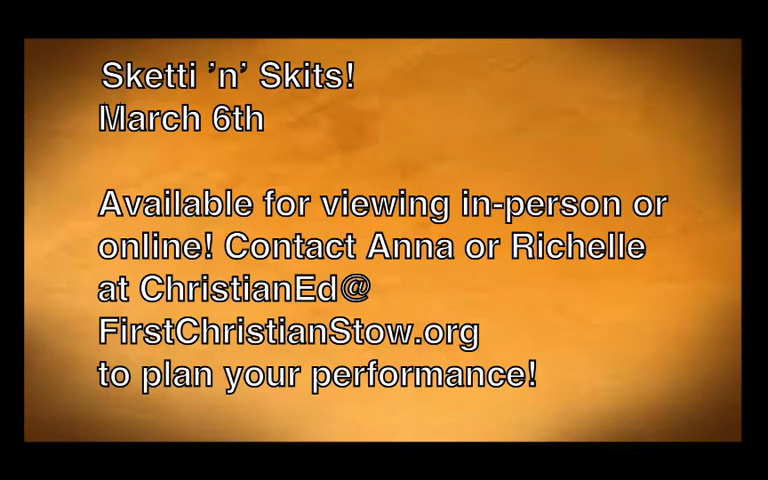 Sketti 'n' Skits!
March 6th
Available for viewing in-person or
online! Contact Anna or Richelle
at ChristianEd@
FirstChristianStow.org
to plan your performance!